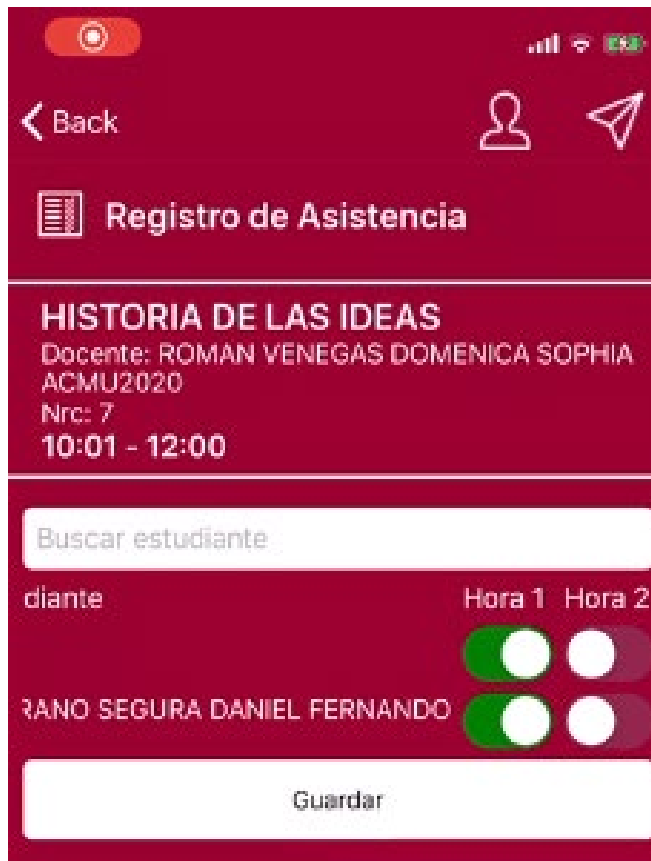 Back
Registro de Asistencia
HISTORIA DE LAS IDEAS
Docente: ROMAN VENEGAS DOMENICA SOPHIA
ACMU2020
Nrc: 7
10:01 - 12:00
Buscar estudiante
diante Hora 1 Hora 2
RANO SEGURA DANIEL FERNANDO
Guardar